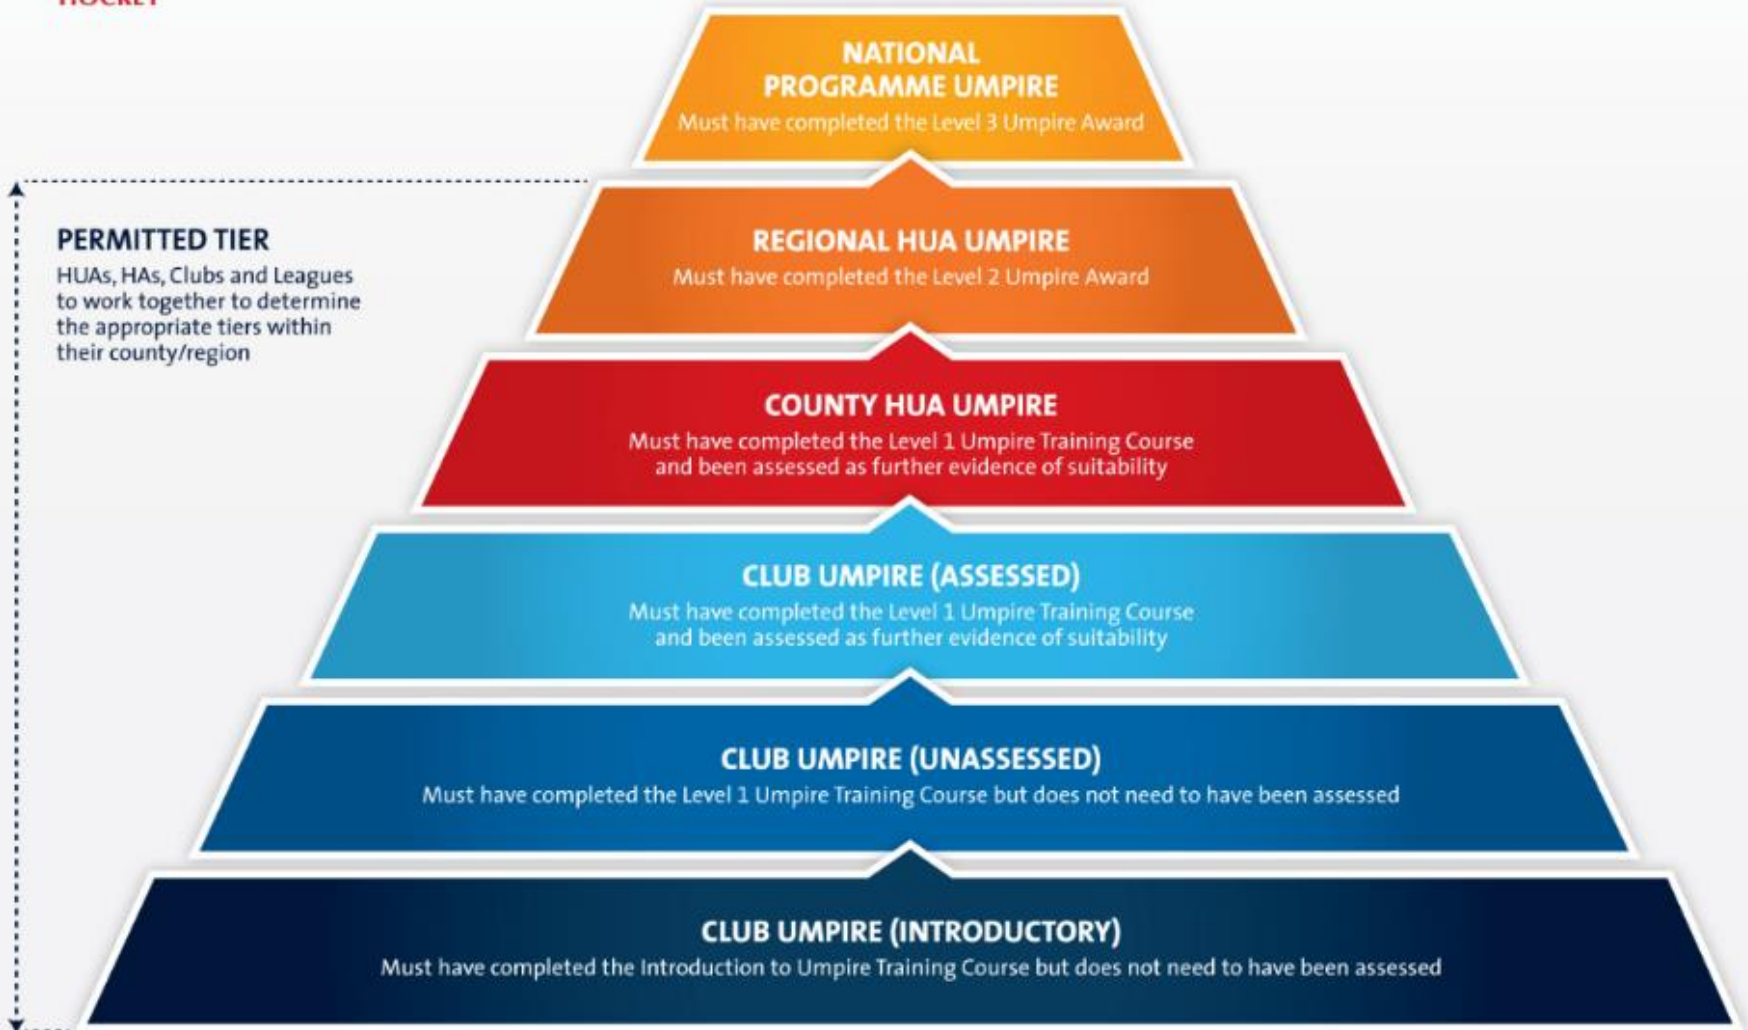 HOCKEY
NATIONAL
PROGRAMME UMPIRE
Must have completed the Level 3 Umpire Award
PERMITTED TIER
HUAs, HAs, Clubs and Leagues
to work together to determine
the appropriate tiers within
their county/region
REGIONAL HUA UMPIRE
Must have completed the Level 2 Umpire Award
COUNTY HUA UMPIRE
Must have completed the Level 1 Umpire Training Course
and been assessed as further evidence of suitability
CLUB UMPIRE (ASSESSED)
Must have completed the Level 1 Umpire Training Course
and been assessed as further evidence of suitability
CLUB UMPIRE (UNASSESSED)
Must have completed the Level 1 Umpire Training Course but does not need to have been assessed
CLUB UMPIRE (INTRODUCTORY)
Must have completed the Introduction to Umpire Training Course but does not need to have been assessed